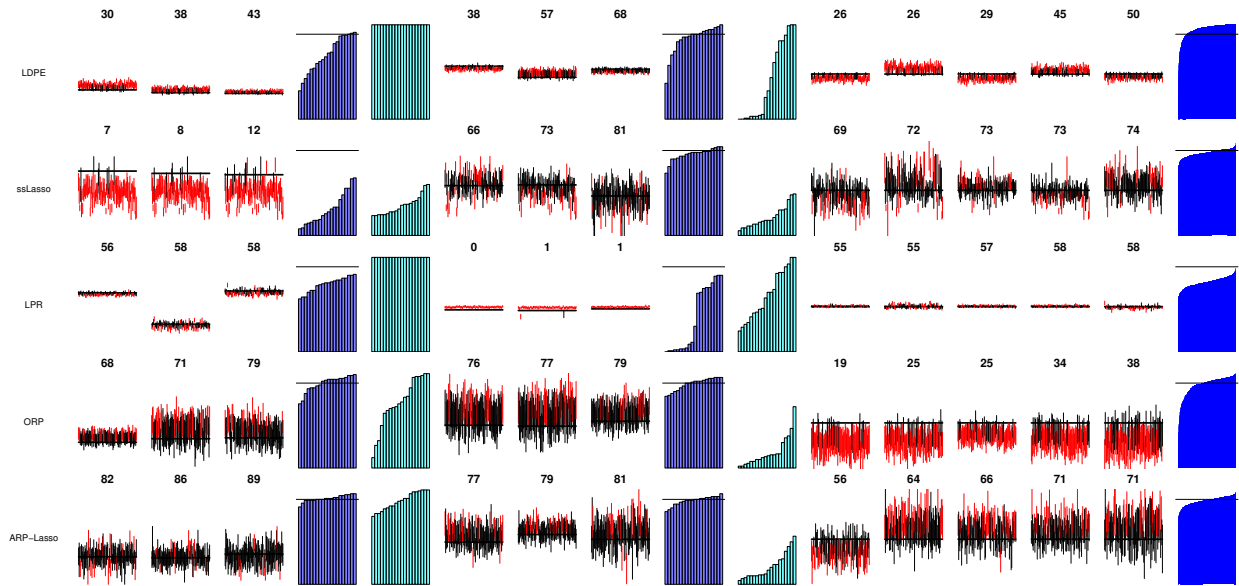 30 38 43 38 57 68 26 26 29 45 50
LDPE
7 8 12 66 73 81 69 72 73 73 74
ssLasso
56 58 58 0 1 1 55 55 57 58 58
LPR
68 71 79 76 77 79 19 25 25 34 38
ORP
82 86 89 77 79 81 56 64 66 71 71
ARP−Lasso